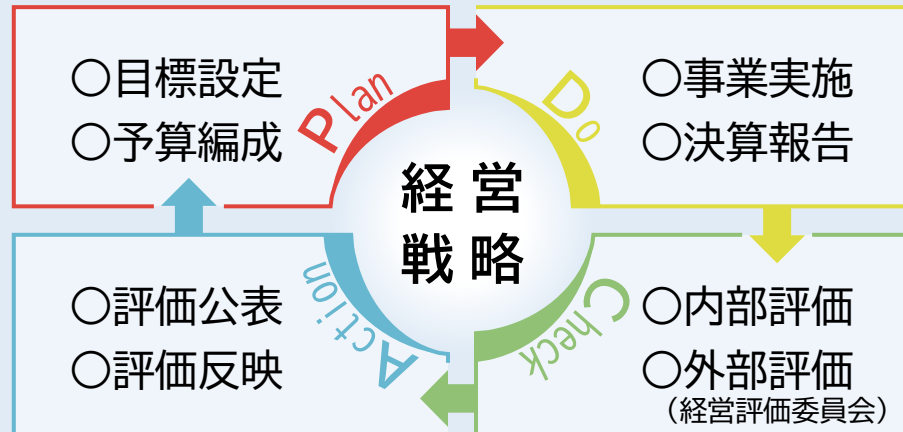 Plan
○目標設定
○予算編成
Do
○事業実施
○決算報告
経営
戦略
Check
○内部評価
○外部評価
（経営評価委員会）
Action
○評価公表
○評価反映